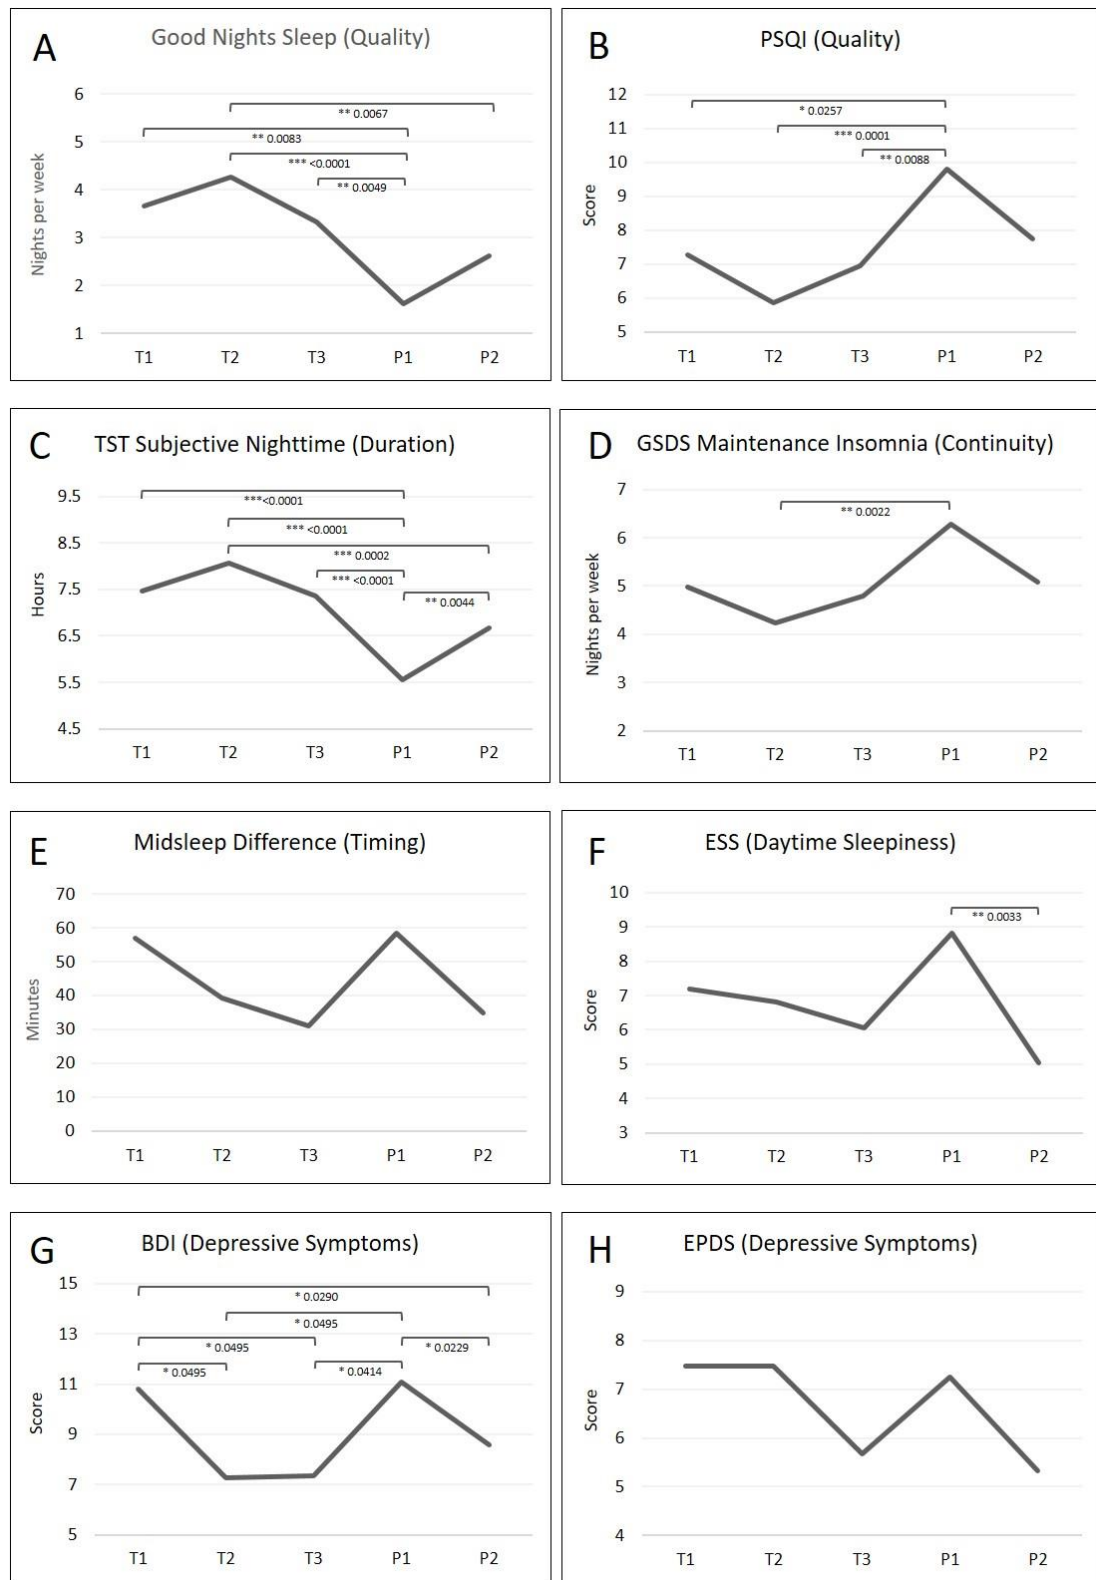 A
Good Nights Sleep (Quality)
Nights per week
6
5
4
3
2
1
** 0.0067
** 0.0083
*** <0.0001
** 0.0049
T1 T2 T3 P1 P2
B
PSQI (Quality)
Score
12
11
10
9
8
7
6
5
* 0.0257
*** 0.0001
** 0.0088
T1 T2 T3 P1 P2
C
TST Subjective Nighttime (Duration)
Hours
9.5
8.5
7.5
6.5
5.5
4.5
***<0.0001
*** <0.0001
*** 0.0002
*** <0.0001
** 0.0044
T1 T2 T3 P1 P2
D
GSDS Maintenance Insomnia (Continuity)
Nights per week
7
6
5
4
3
2
** 0.0022
T1 T2 T3 P1 P2
E
Midsleep Difference (Timing)
Minutes
70
60
50
40
30
20
10
0
T1 T2 T3 P1 P2
F
ESS (Daytime Sleepiness)
Score
10
9
8
7
6
5
4
3
** 0.0033
T1 T2 T3 P1 P2
G
BDI (Depressive Symptoms)
Score
15
13
11
9
7
5
* 0.0290
* 0.0495
* 0.0495
* 0.0229
* 0.0495
* 0.0414
T1 T2 T3 P1 P2
H
EPDS (Depressive Symptoms)
Score
9
8
7
6
5
4
T1 T2 T3 P1 P2